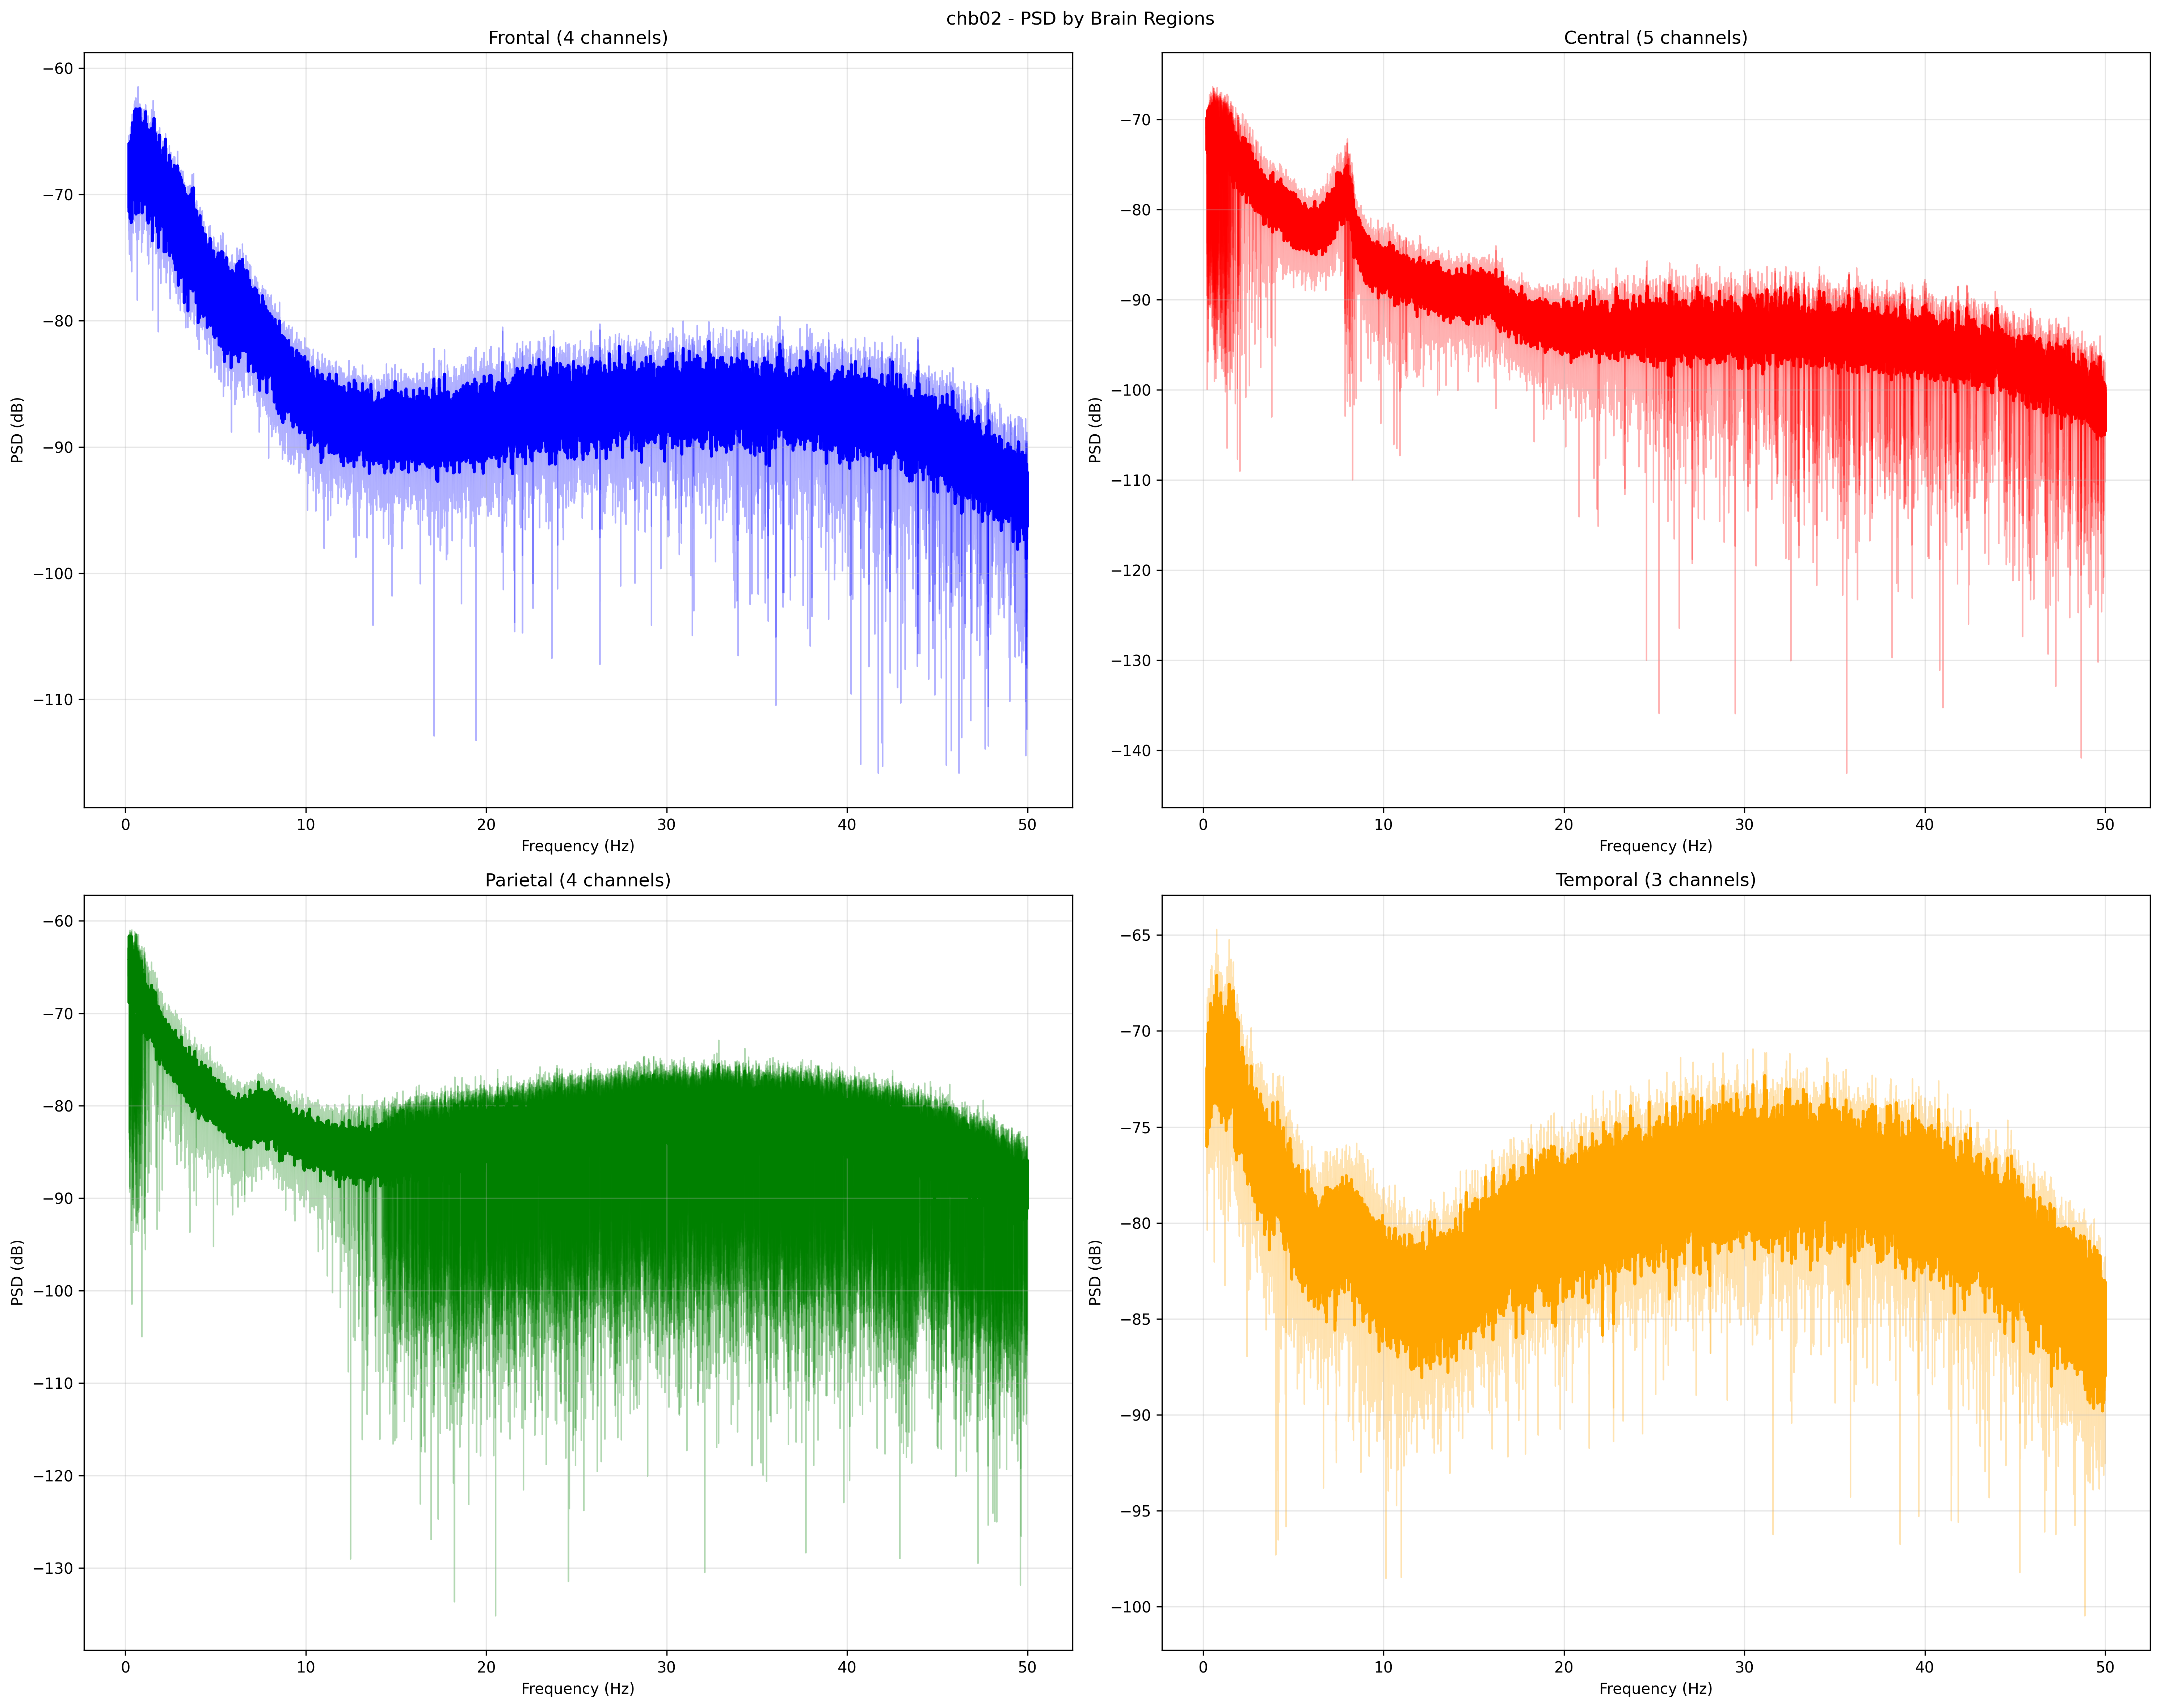 chb02 - PSD by Brain Regions
Frontal (4 channels)
−60
−70
−80
−90
−100
−110
PSD (dB)
0 10 20 30 40 50
Frequency (Hz)
Central (5 channels)
−70
−80
−90
−100
−110
−120
−130
−140
PSD (dB)
0 10 20 30 40 50
Frequency (Hz)
Parietal (4 channels)
−60
−70
−80
−90
−100
−110
−120
−130
PSD (dB)
0 10 20 30 40 50
Frequency (Hz)
Temporal (3 channels)
−65
−70
−75
−80
−85
−90
−95
−100
PSD (dB)
0 10 20 30 40 50
Frequency (Hz)